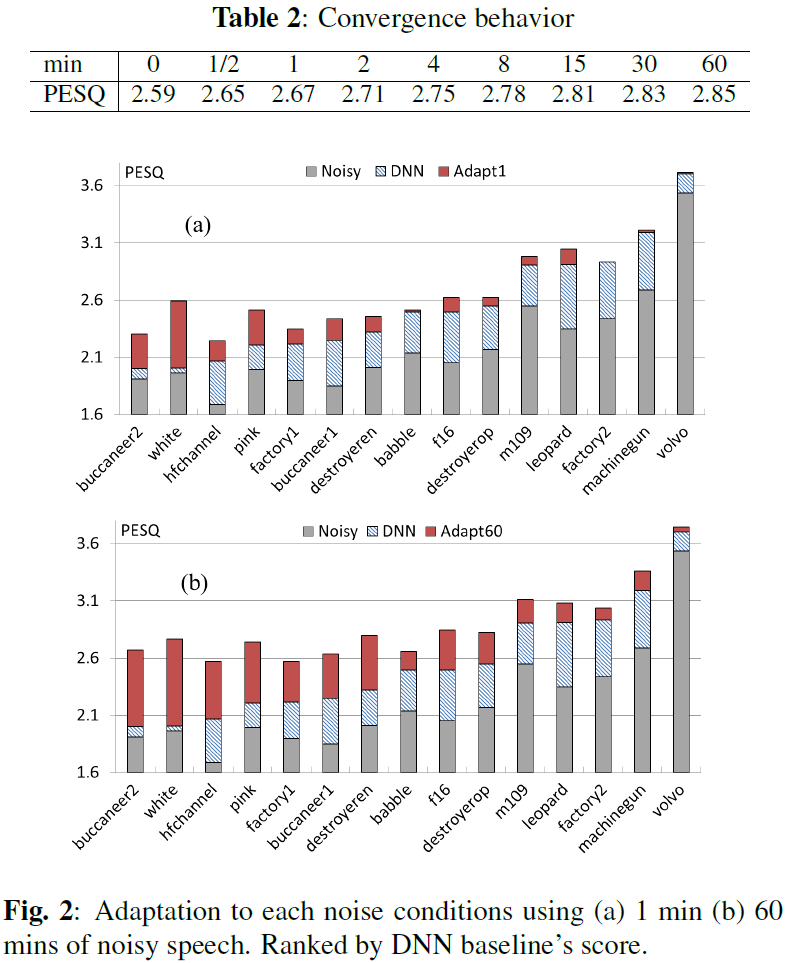 Table 2: Convergence behavior
min 0 1/2 1 2 4 8 15 30 60
PESQ 2.59 2.65 2.67 2.71 2.75 2.78 2.81 2.83 2.85
PESQ Noisy DNN Adapt1
3.6
(a)
3.1
2.6
2.1
1.6
buccaneer2 white hfchannel pink factory1 buccaneer1 destroyeren babble f16 destroyerop m109 leopard factory2 machinegun volvo
PESQ Noisy DNN Adapt60
3.6
(b)
3.1
2.6
2.1
1.6
buccaneer2 white hfchannel pink factory1 buccaneer1 destroyeren babble f16 destroyerop m109 leopard factory2 machinegun volvo
Fig. 2: Adaptation to each noise conditions using (a) 1 min (b) 60
mins of noisy speech. Ranked by DNN baseline's score.